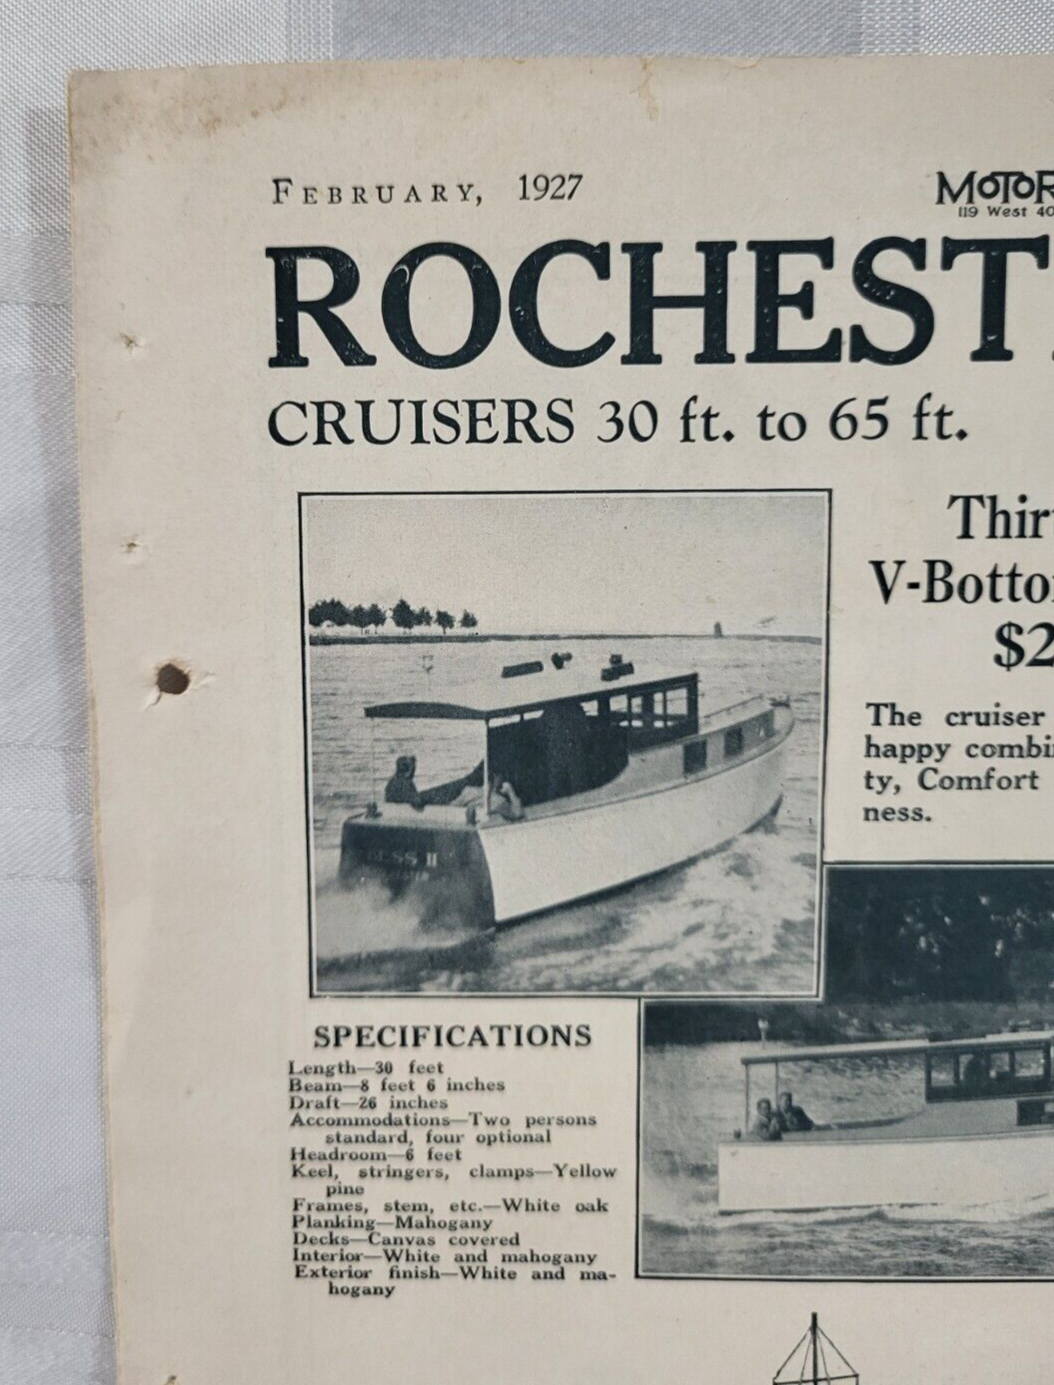 FEBRUARY, 1927
MOTOR
119 West 40
ROCHEST
CRUISERS 30 ft. to 65 ft.
Thir
V-Botto
$2
The cruiser
happy combi
ty, Comfort
ness.
II
SPECIFICATIONS
Length—30 feet
Beam—8 feet 6 inches
Draft—26 inches
Accommodations—Two persons
standard, four optional
Headroom—6 feet
Keel, stringers, clamps—Yellow
pine
Frames, stem, etc.—White oak
Planking—Mahogany
Decks—Canvas covered
Interior—White and mahogany
Exterior finish—White and ma-
hogany